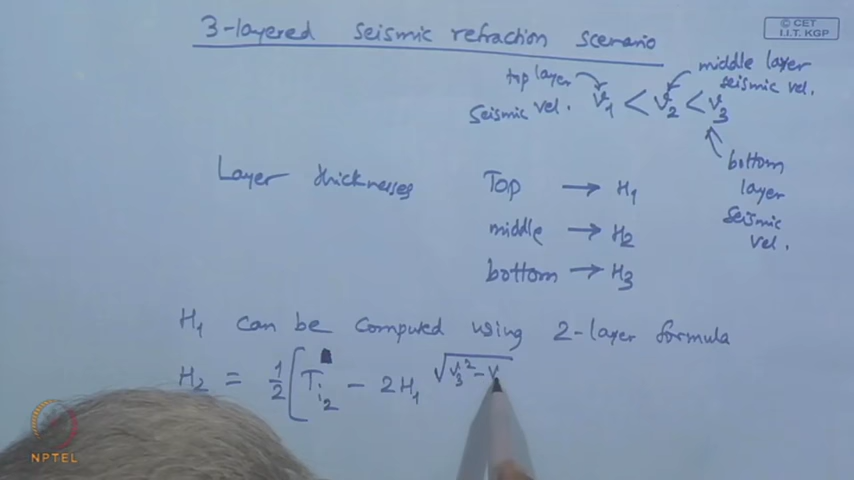 © CET
I.I.T. KGP
3-layered seismic refraction scenario
top layer
middle layer
seismic vel.
Seismic vel. V₁ < V₂ < V₃
bottom
layer
seismic
vel.
Layer thicknesses
Top → H₁
middle → H₂
bottom → H₃
H₁ can be computed using 2-layer formula
H₂ = 1/2 [ Tᵢ₂ - 2H₁ √V₃² - V
NPTEL